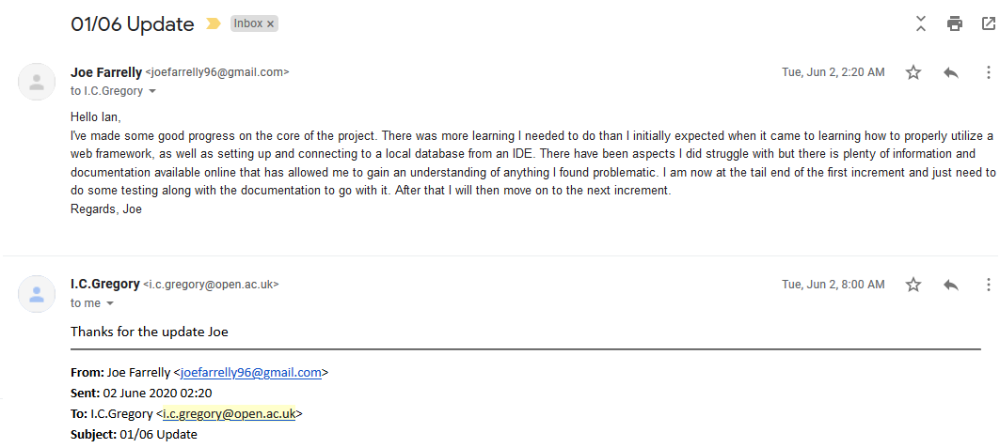 01/06 Update Inbox ×
Joe Farrelly <joefarrelly96@gmail.com> Tue, Jun 2, 2:20 AM
to I.C.Gregory
Hello Ian,
I've made some good progress on the core of the project. There was more learning I needed to do than I initially expected when it came to learning how to properly utilize a
web framework, as well as setting up and connecting to a local database from an IDE. There have been aspects I did struggle with but there is plenty of information and
documentation available online that has allowed me to gain an understanding of anything I found problematic. I am now at the tail end of the first increment and just need to
do some testing along with the documentation to go with it. After that I will then move on to the next increment.
Regards, Joe
I.C.Gregory <i.c.gregory@open.ac.uk> Tue, Jun 2, 8:00 AM
to me
Thanks for the update Joe
From: Joe Farrelly <joefarrelly96@gmail.com>
Sent: 02 June 2020 02:20
To: I.C.Gregory <i.c.gregory@open.ac.uk>
Subject: 01/06 Update